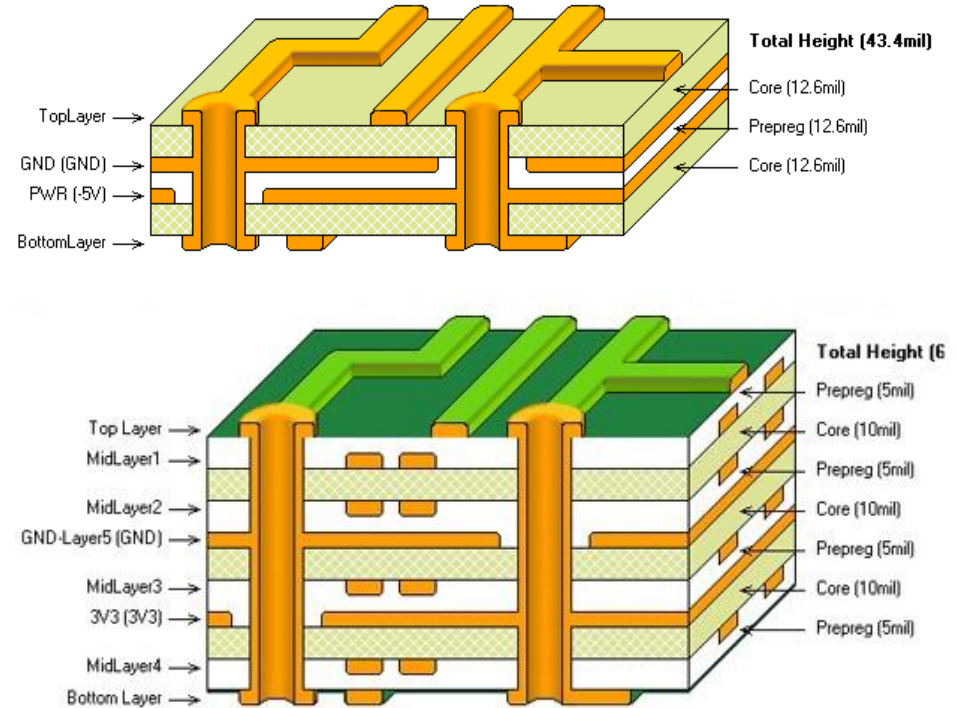 Total Height (43.4mil)
Core (12.6mil)
TopLayer
Prepreg (12.6mil)
GND (GND)
Core (12.6mil)
PWR (-5V)
BottomLayer
Total Height (6
Prepreg (5mil)
Top Layer
Core (10mil)
MidLayer1
Prepreg (5mil)
MidLayer2
Core (10mil)
GND-Layer5 (GND)
Prepreg (5mil)
MidLayer3
Core (10mil)
3V3 (3V3)
Prepreg (5mil)
MidLayer4
Bottom Layer